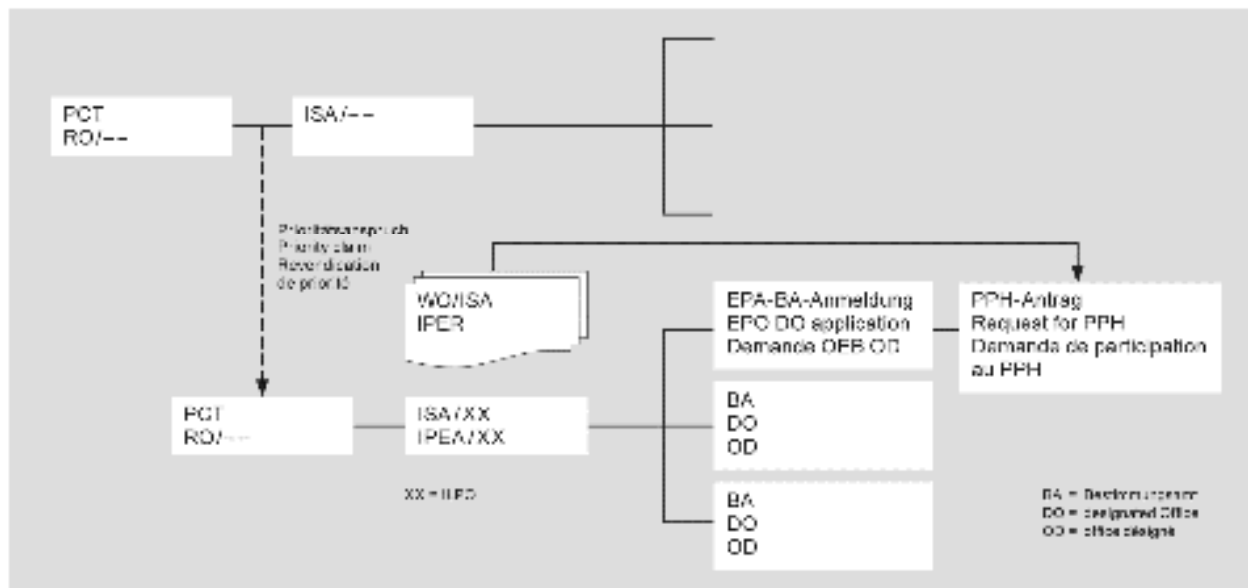 PCT
RO/––
ISA/––
Prioritätsanspruch
Priority claim
Revendication
de priorité
WO/ISA
IPER
EPA-BA-Anmeldung
EPO DO application
Demande OEB OD
PPH-Antrag
Request for PPH
Demande de participation
au PPH
PCT
RO/––
ISA/XX
IPEA/XX
BA
DO
OD
XX =
BA
DO
OD
BA = Bestimmungsamt
DO = designated Office
OD = office désigné